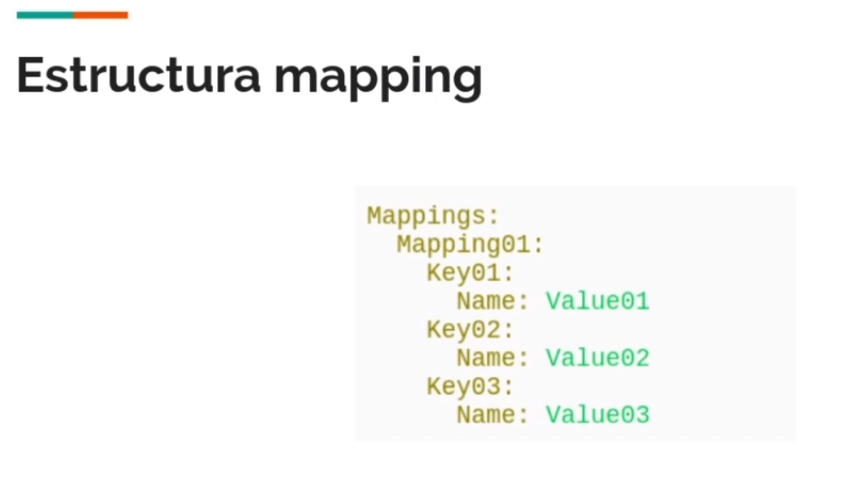 Estructura mapping
Mappings:
Mapping01:
Key01:
Name: Value01
Key02:
Name: Value02
Key03:
Name: Value03